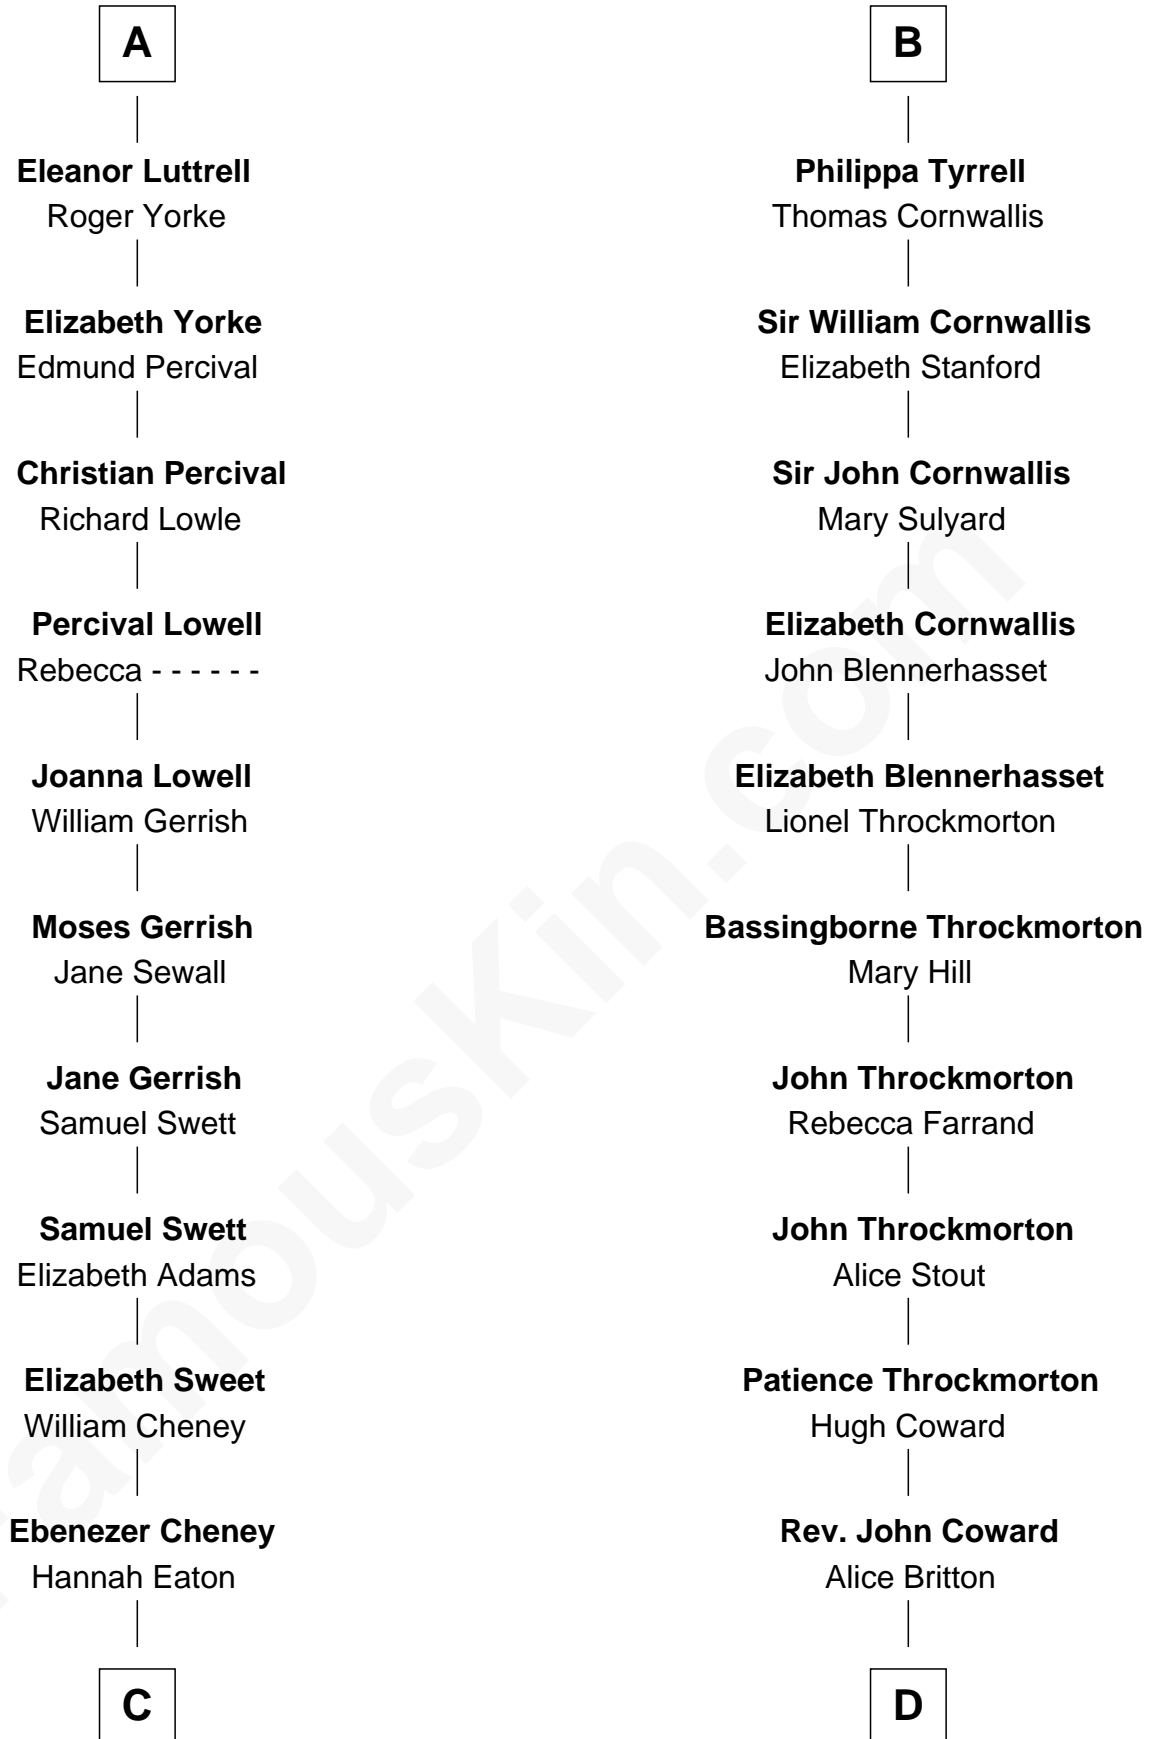 A
Eleanor Luttrell
Roger Yorke
Elizabeth Yorke
Edmund Percival
Christian Percival
Richard Lowle
Percival Lowell
Rebecca - - - - - -
Joanna Lowell
William Gerrish
Moses Gerrish
Jane Sewall
Jane Gerrish
Samuel Swett
Samuel Swett
Elizabeth Adams
Elizabeth Sweet
William Cheney
Ebenezer Cheney
Hannah Eaton
C
B
Philippa Tyrrell
Thomas Cornwallis
Sir William Cornwallis
Elizabeth Stanford
Sir John Cornwallis
Mary Sulyard
Elizabeth Cornwallis
John Blennerhasset
Elizabeth Blennerhasset
Lionel Throckmorton
Bassingborne Throckmorton
Mary Hill
John Throckmorton
Rebecca Farrand
John Throckmorton
Alice Stout
Patience Throckmorton
Hugh Coward
Rev. John Coward
Alice Britton
D
FamousKin.com